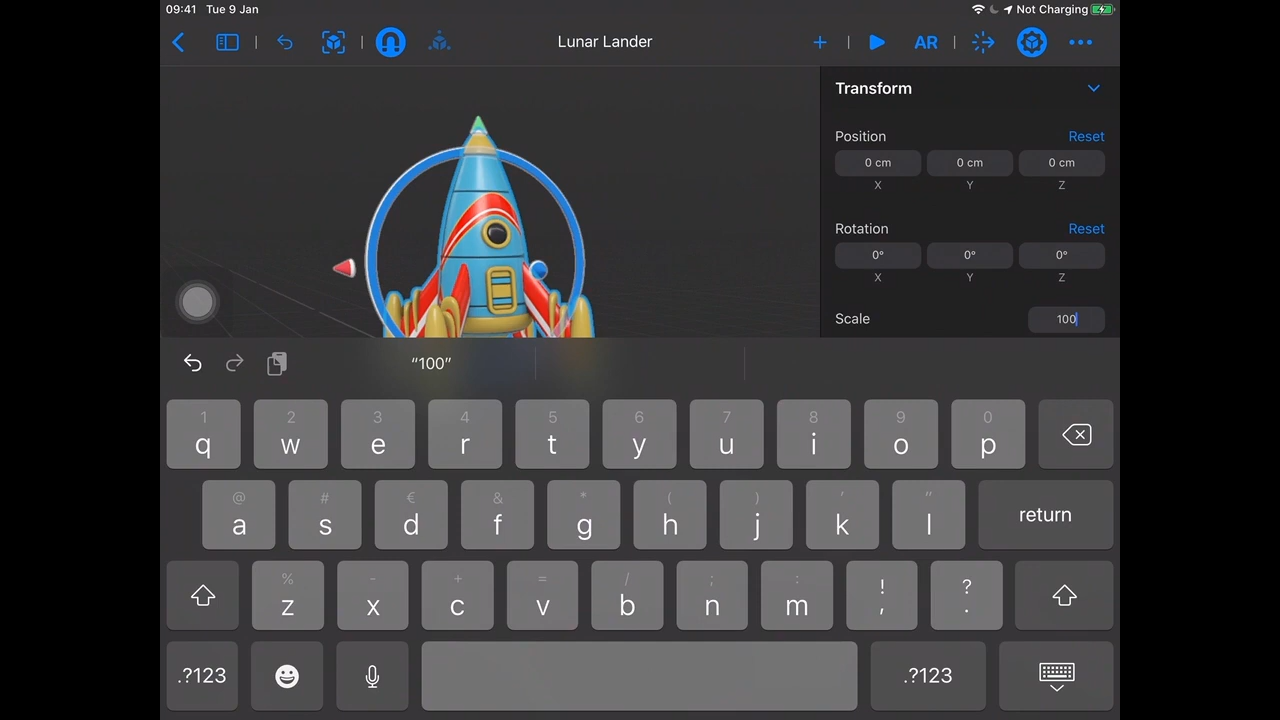 09:41 Tue 9 Jan
Not Charging
Lunar Lander
AR
Transform
Position Reset
0 cm 0 cm 0 cm
X Y Z
Rotation Reset
0° 0° 0°
X Y Z
Scale 100
“100”
1 2 3 4 5 6 7 8 9 0
q w e r t y u i o p
@ # € & * ( ) ' "
a s d f g h j k l return
% - + = / ; : ! ?
z x c v b n m , .
.?123 .?123